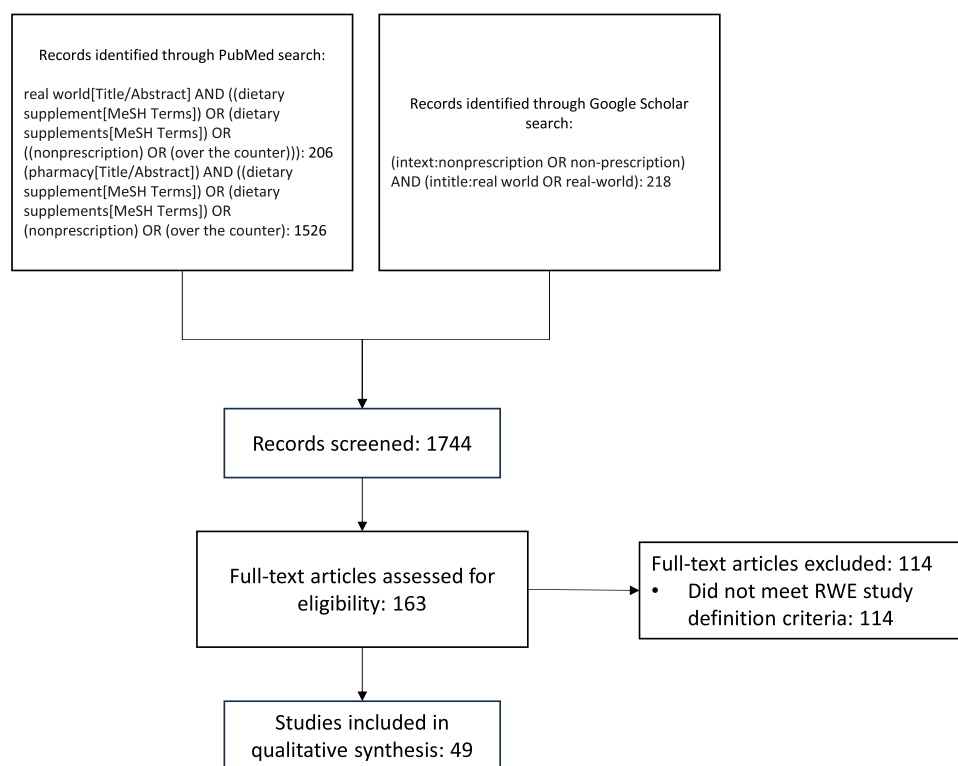 Records identified through PubMed search:
real world[Title/Abstract] AND ((dietary
supplement[MeSH Terms]) OR (dietary
supplements[MeSH Terms]) OR
((nonprescription) OR (over the counter))): 206
(pharmacy[Title/Abstract]) AND ((dietary
supplement[MeSH Terms]) OR (dietary
supplements[MeSH Terms]) OR
(nonprescription) OR (over the counter): 1526
Records identified through Google Scholar
search:
(intext:nonprescription OR non-prescription)
AND (intitle:real world OR real-world): 218
Records screened: 1744
Full-text articles assessed for
eligibility: 163
Full-text articles excluded: 114
• Did not meet RWE study
definition criteria: 114
Studies included in
qualitative synthesis: 49